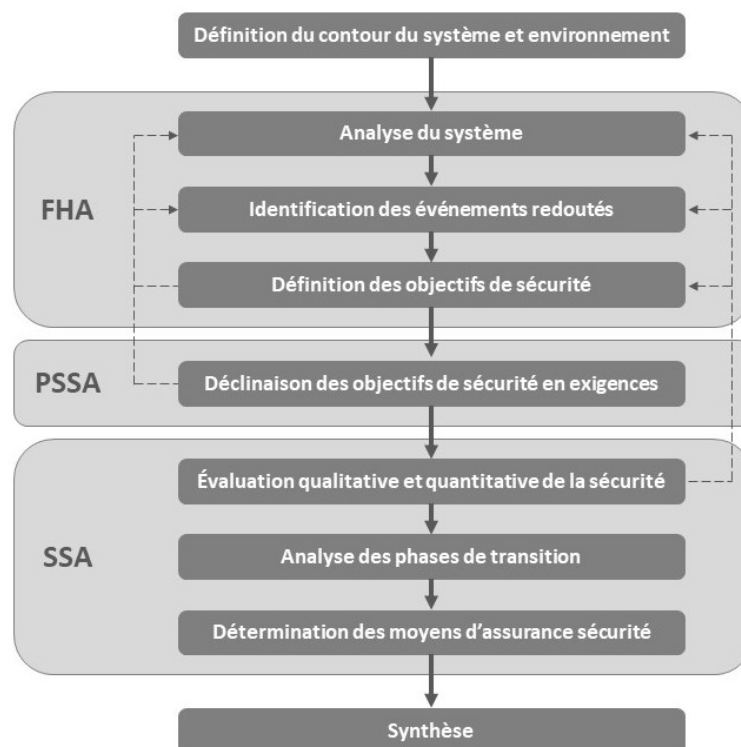 Définition du contour du système et environnement
FHA
Analyse du système
Identification des événements redoutés
Définition des objectifs de sécurité
PSSA
Déclinaison des objectifs de sécurité en exigences
SSA
Évaluation qualitative et quantitative de la sécurité
Analyse des phases de transition
Détermination des moyens d'assurance sécurité
Synthèse